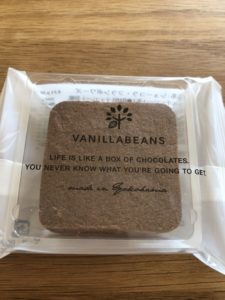 VANILLABEANS
LIFE IS LIKE A BOX OF CHOCOLATES.
YOU NEVER KNOW WHAT YOU'RE GOING TO GET
made in Yokohama